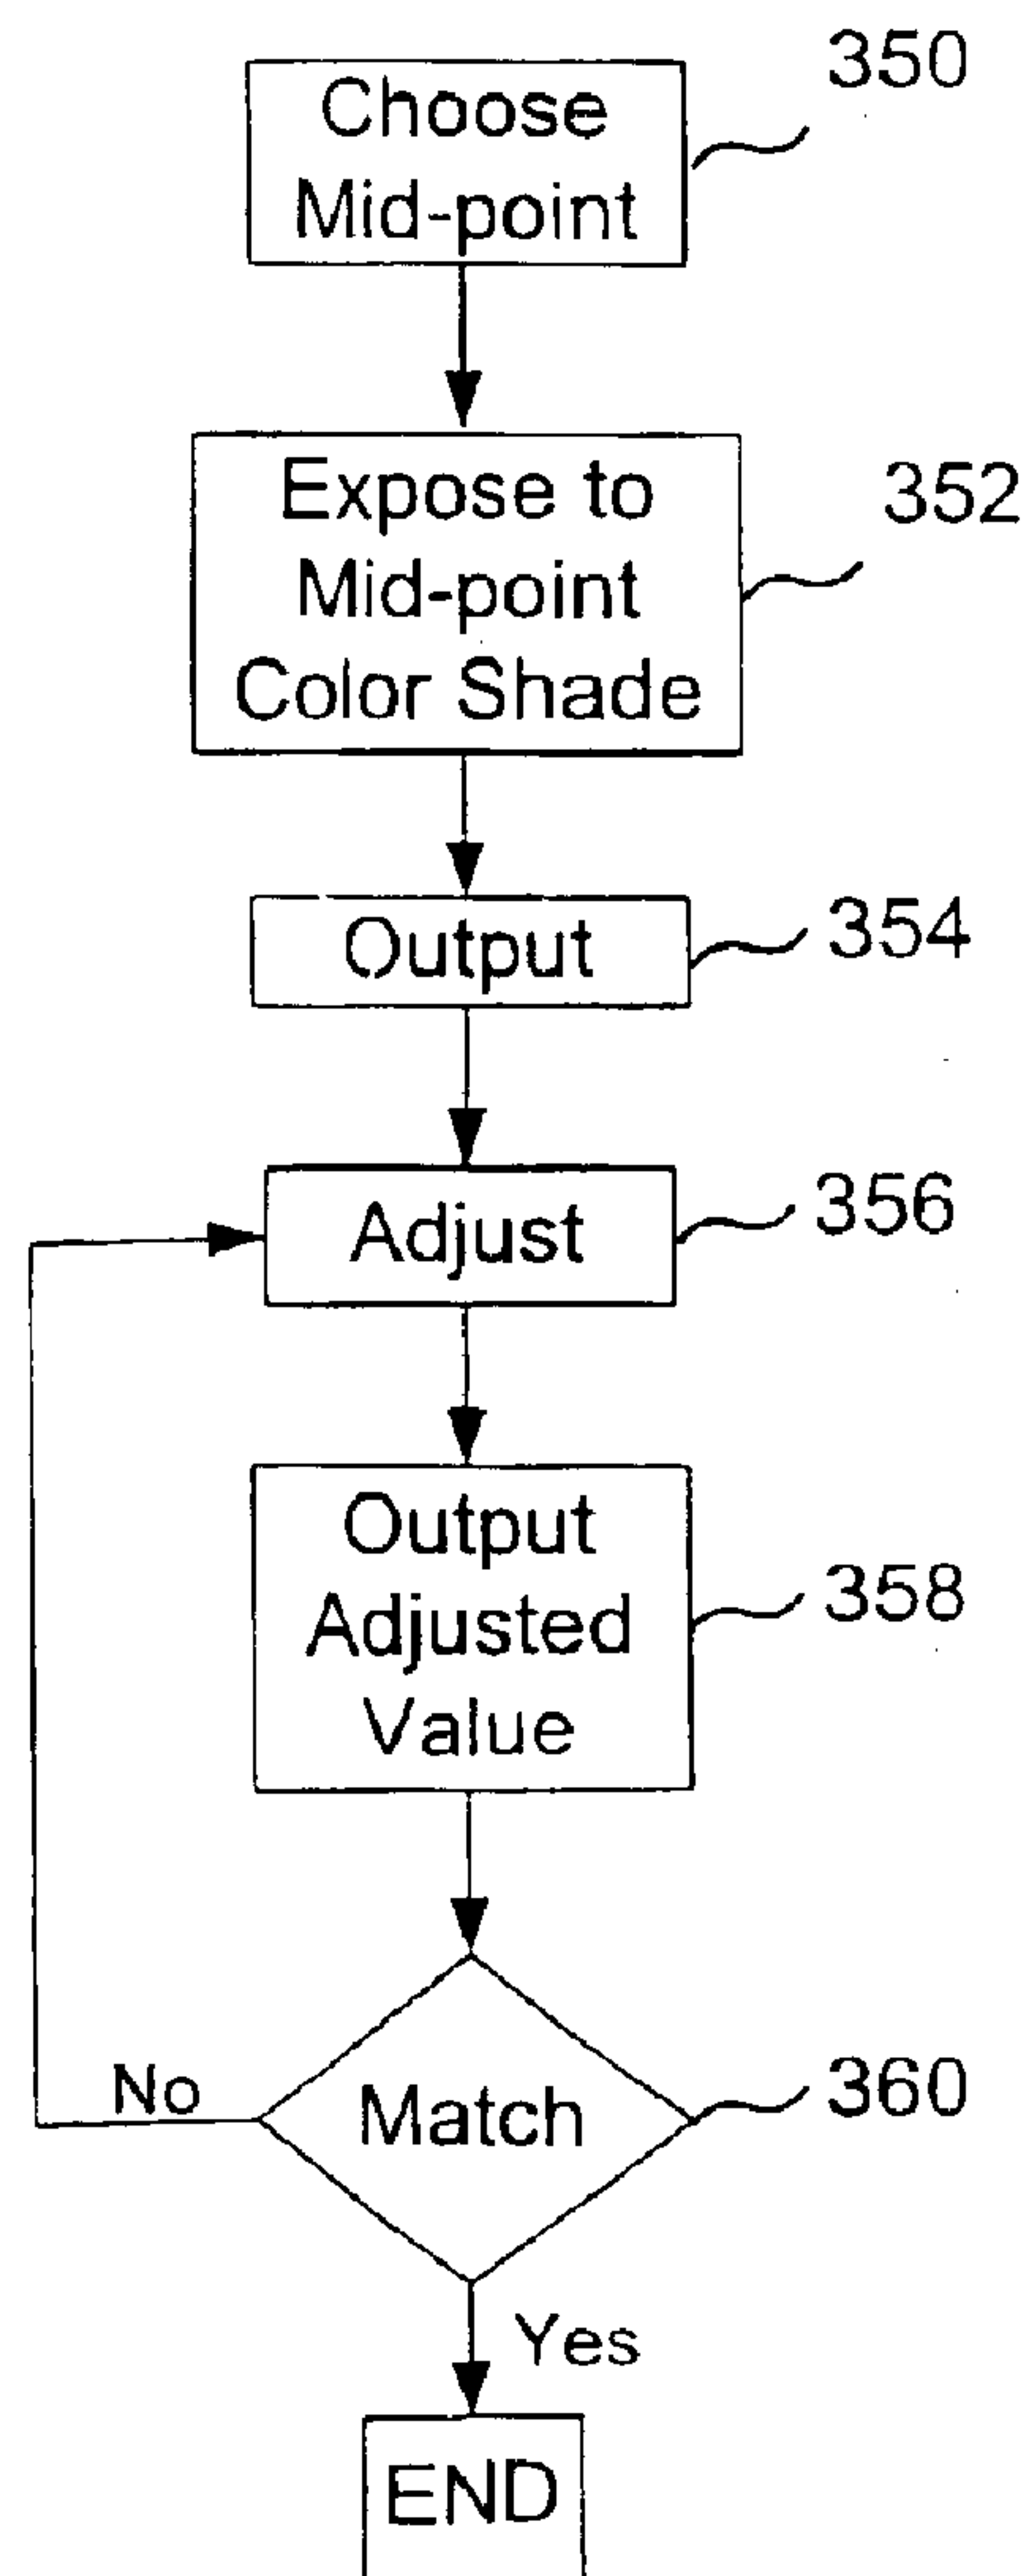 350
Choose
Mid-point
352
Expose to
Mid-point
Color Shade
354
Output
356
Adjust
358
Output
Adjusted
Value
360
Match
No
Yes
END